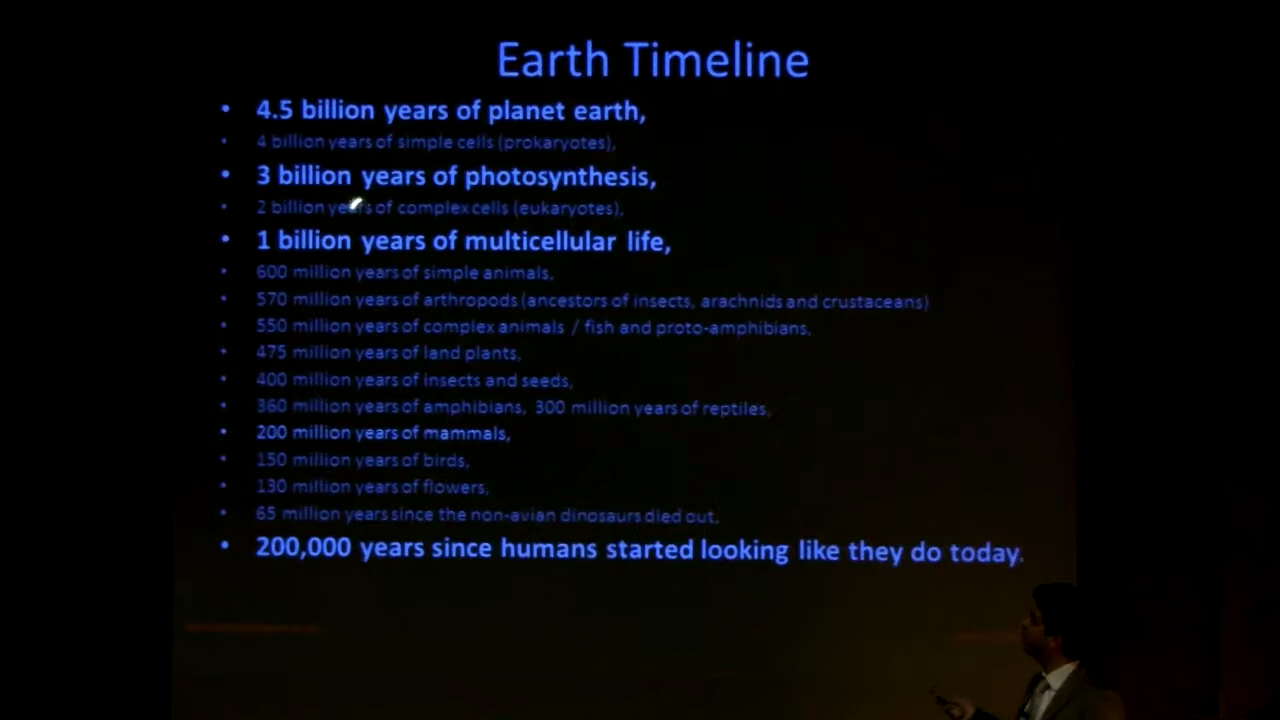 Earth Timeline
• 4.5 billion years of planet earth,
• 4 billion years of simple cells (prokaryotes),
• 3 billion years of photosynthesis,
• 2 billion years of complex cells (eukaryotes),
• 1 billion years of multicellular life,
• 600 million years of simple animals,
• 570 million years of arthropods (ancestors of insects, arachnids and crustaceans)
• 550 million years of complex animals / fish and proto-amphibians,
• 475 million years of land plants,
• 400 million years of insects and seeds,
• 360 million years of amphibians, 300 million years of reptiles,
• 200 million years of mammals,
• 150 million years of birds,
• 130 million years of flowers,
• 65 million years since the non-avian dinosaurs died out,
• 200,000 years since humans started looking like they do today.